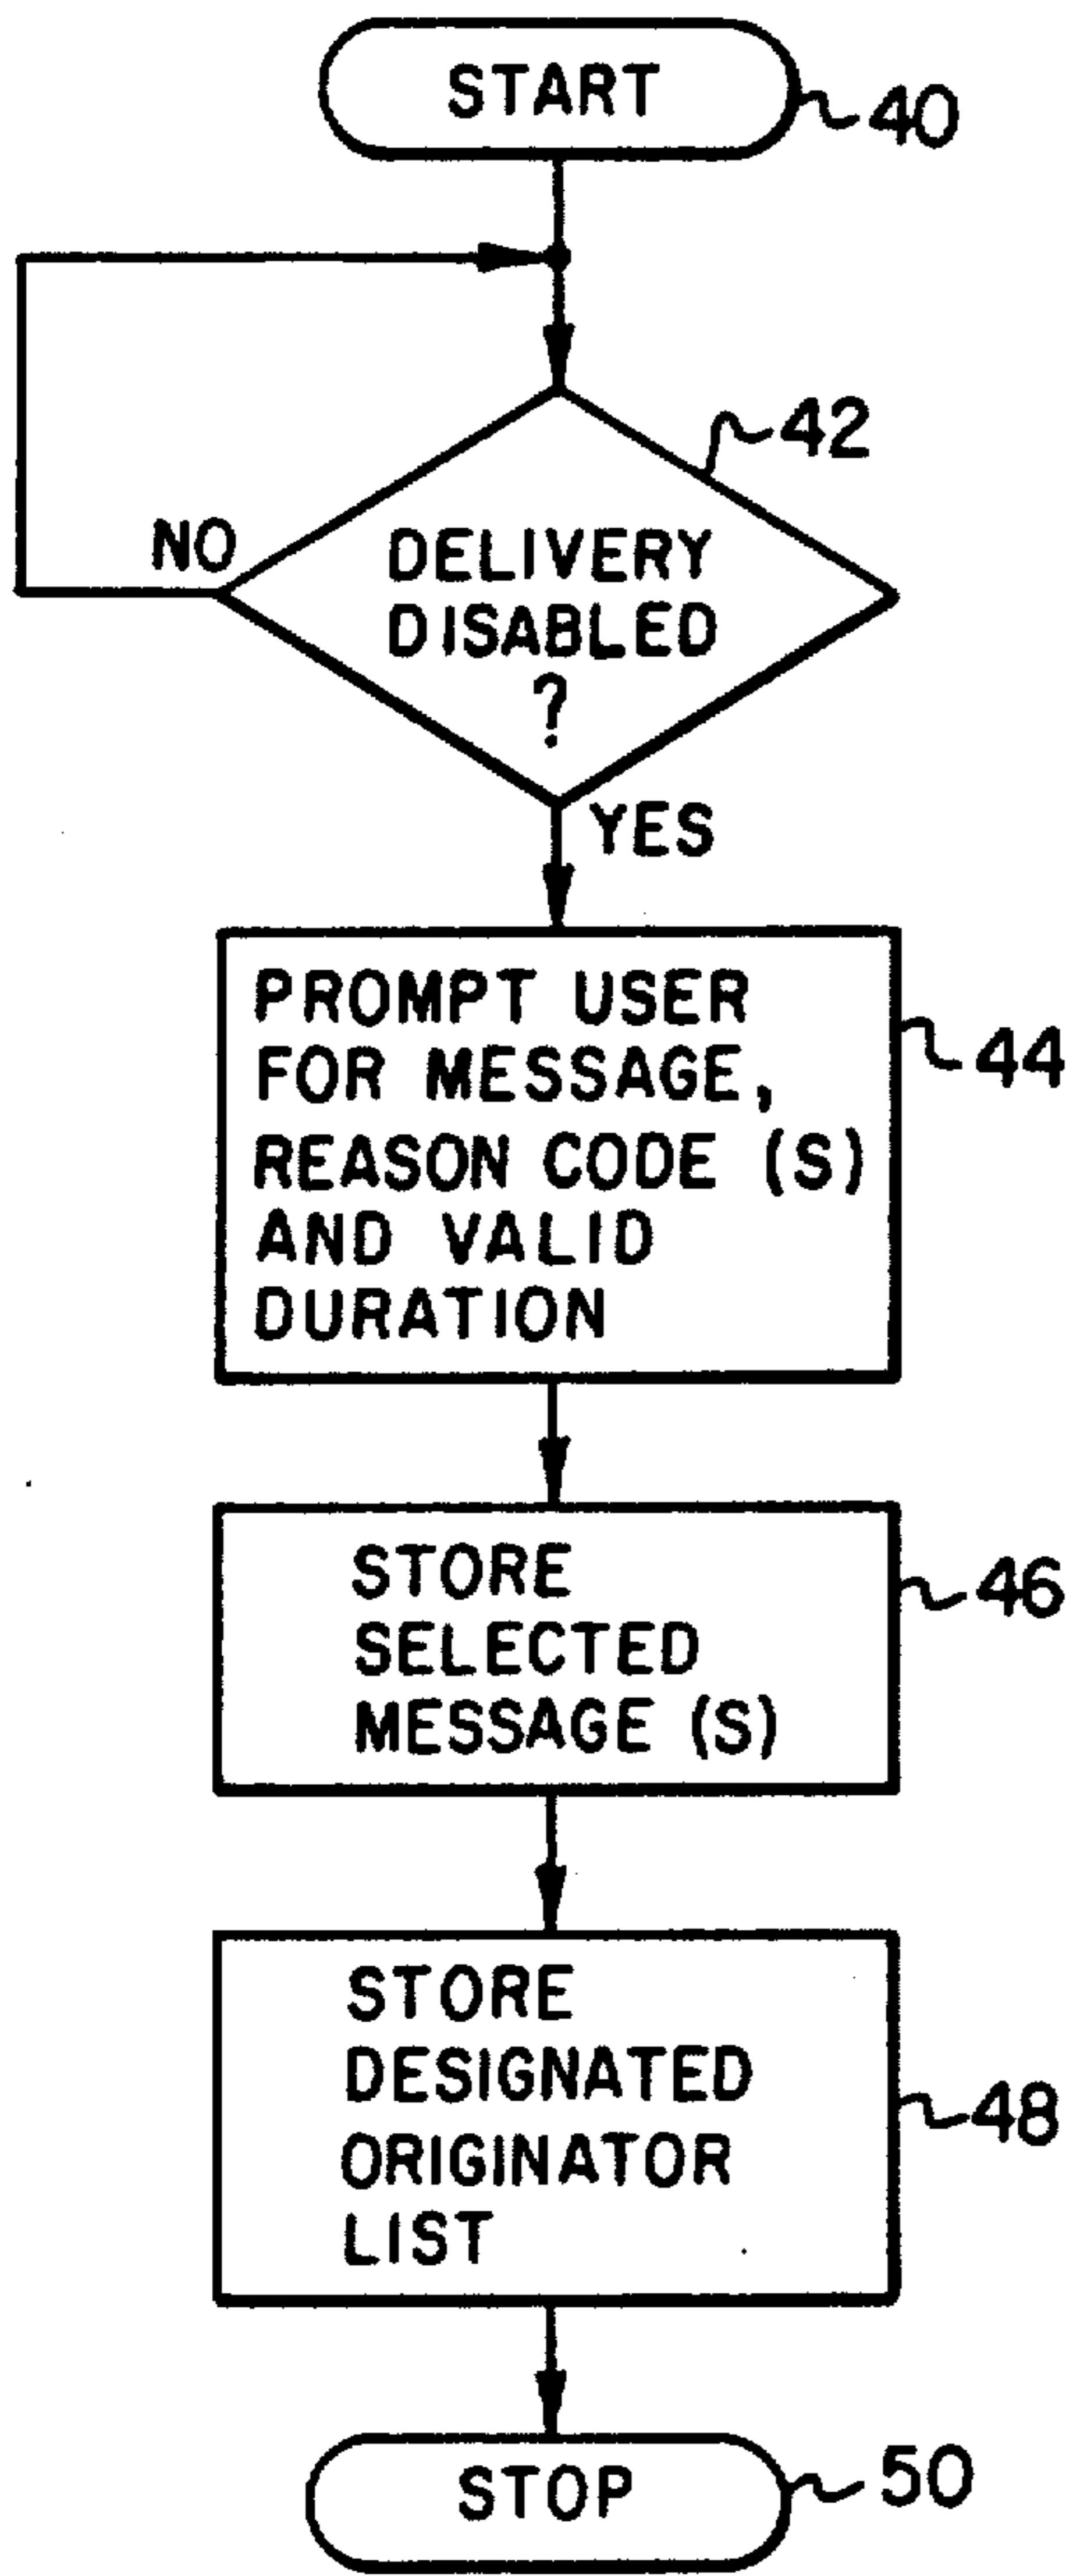 START
40
42
NO
DELIVERY
DISABLED
?
YES
PROMPT USER
FOR MESSAGE,
REASON CODE (S)
AND VALID
DURATION
44
STORE
SELECTED
MESSAGE (S)
46
STORE
DESIGNATED
ORIGINATOR
LIST
48
STOP
50